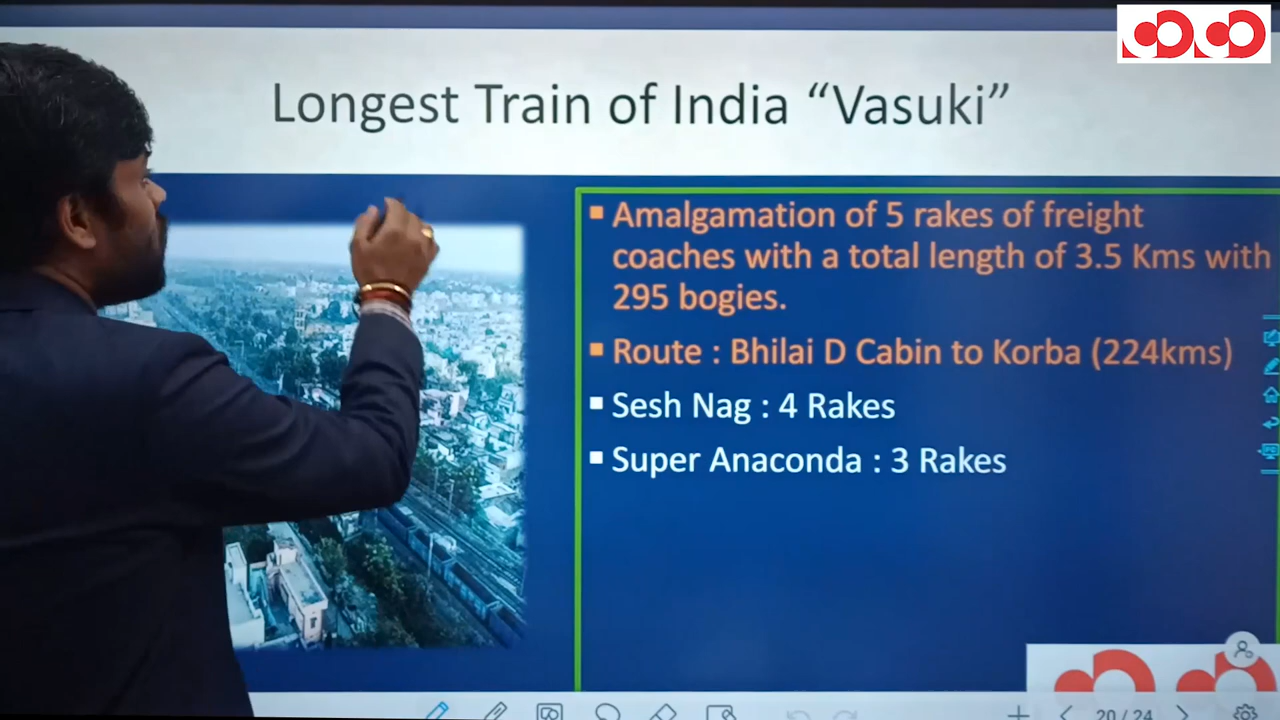 Longest Train of India “Vasuki”
▪ Amalgamation of 5 rakes of freight
coaches with a total length of 3.5 Kms with
295 bogies.
▪ Route : Bhilai D Cabin to Korba (224kms)
▪ Sesh Nag : 4 Rakes
▪ Super Anaconda : 3 Rakes
20 / 24